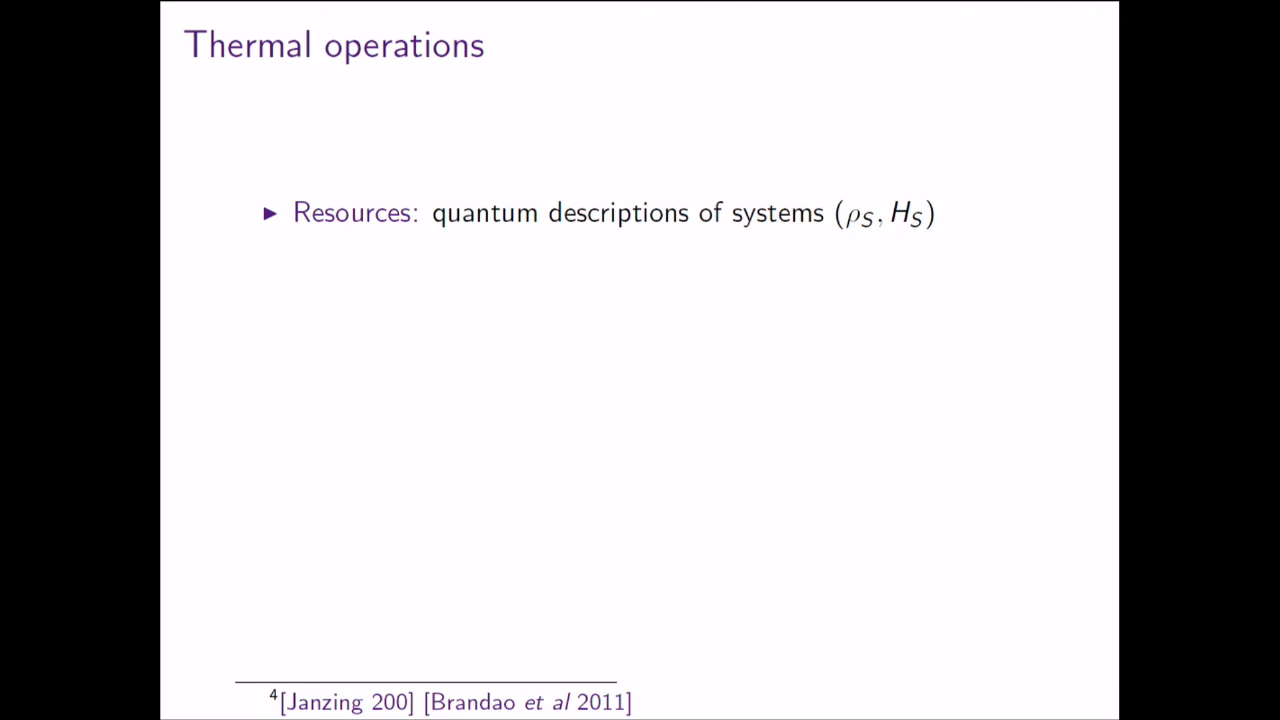 Thermal operations
▶ Resources: quantum descriptions of systems (ρ_S, H_S)
⁴[Janzing 200] [Brandao et al 2011]